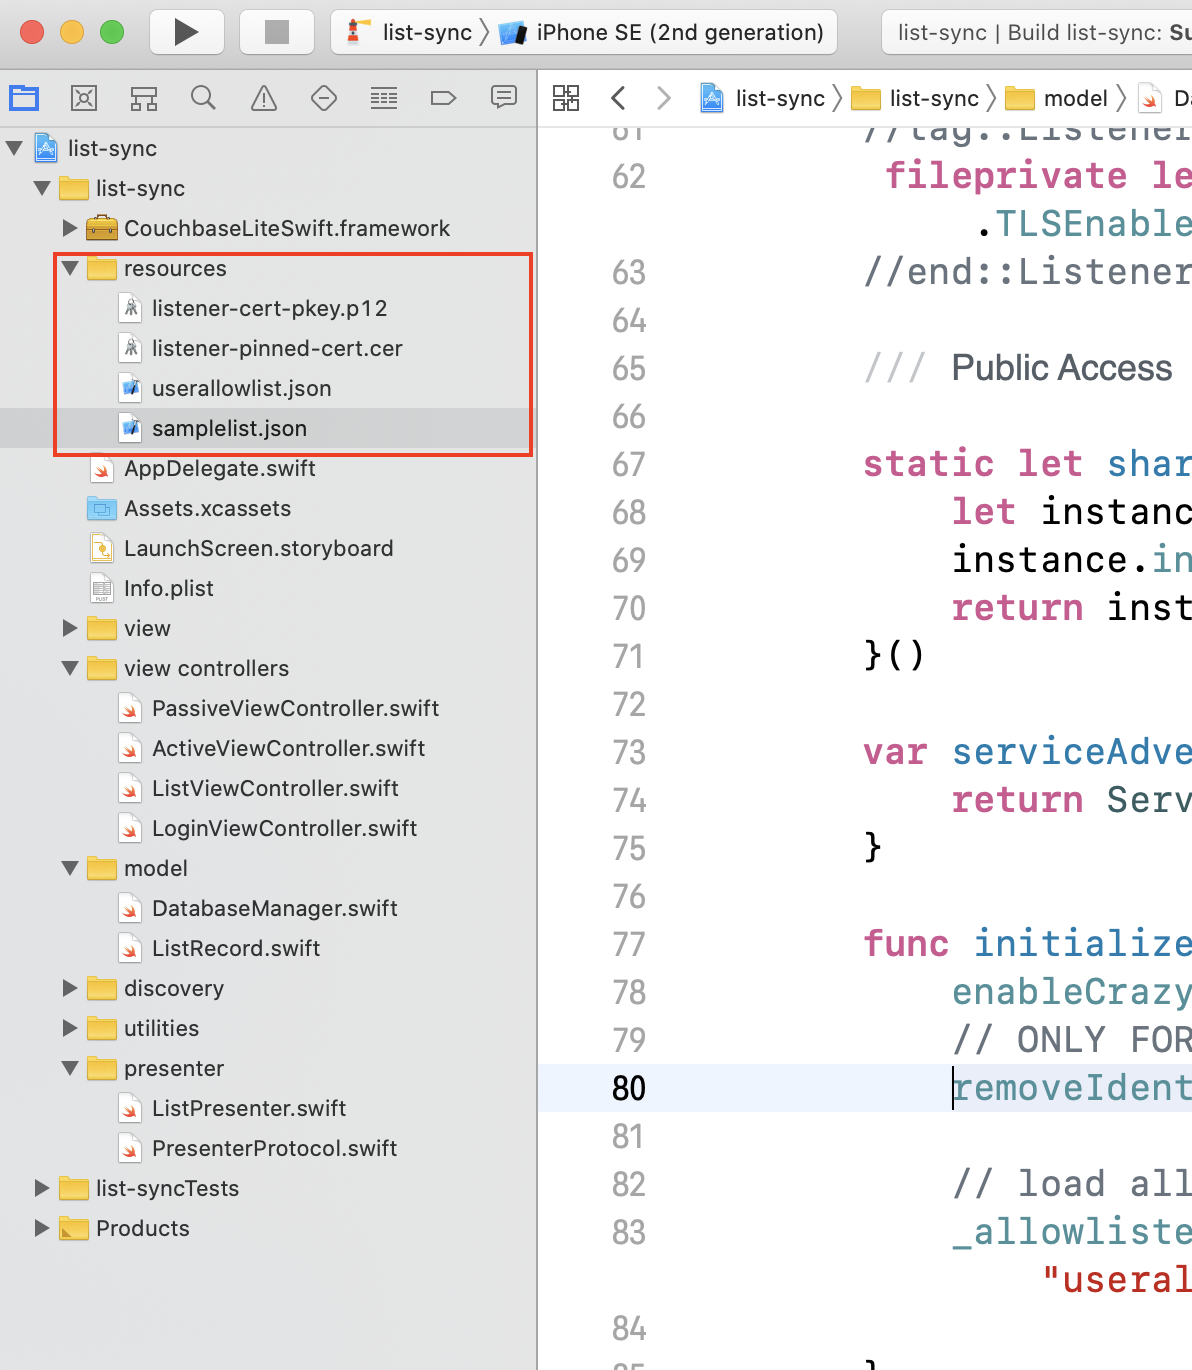 list-sync iPhone SE (2nd generation)
list-sync | Build list-sync: Su
list-sync list-sync model
list-sync
list-sync
CouchbaseLiteSwift.framework
resources
listener-cert-pkey.p12
listener-pinned-cert.cer
userallowlist.json
samplelist.json
AppDelegate.swift
Assets.xcassets
LaunchScreen.storyboard
Info.plist
view
view controllers
PassiveViewController.swift
ActiveViewController.swift
ListViewController.swift
LoginViewController.swift
model
DatabaseManager.swift
ListRecord.swift
discovery
utilities
presenter
ListPresenter.swift
PresenterProtocol.swift
list-syncTests
Products
61 //tag::Listener
62 fileprivate le
.TLSEnable
63 //end::Listener
64
65 /// Public Access
66
67 static let shar
68 let instanc
69 instance.in
70 return inst
71 }()
72
73 var serviceAdve
74 return Serv
75 }
76
77 func initialize
78 enableCrazy
79 // ONLY FOR
80 removeIdent
81
82 // load all
83 _allowliste
"useral
84